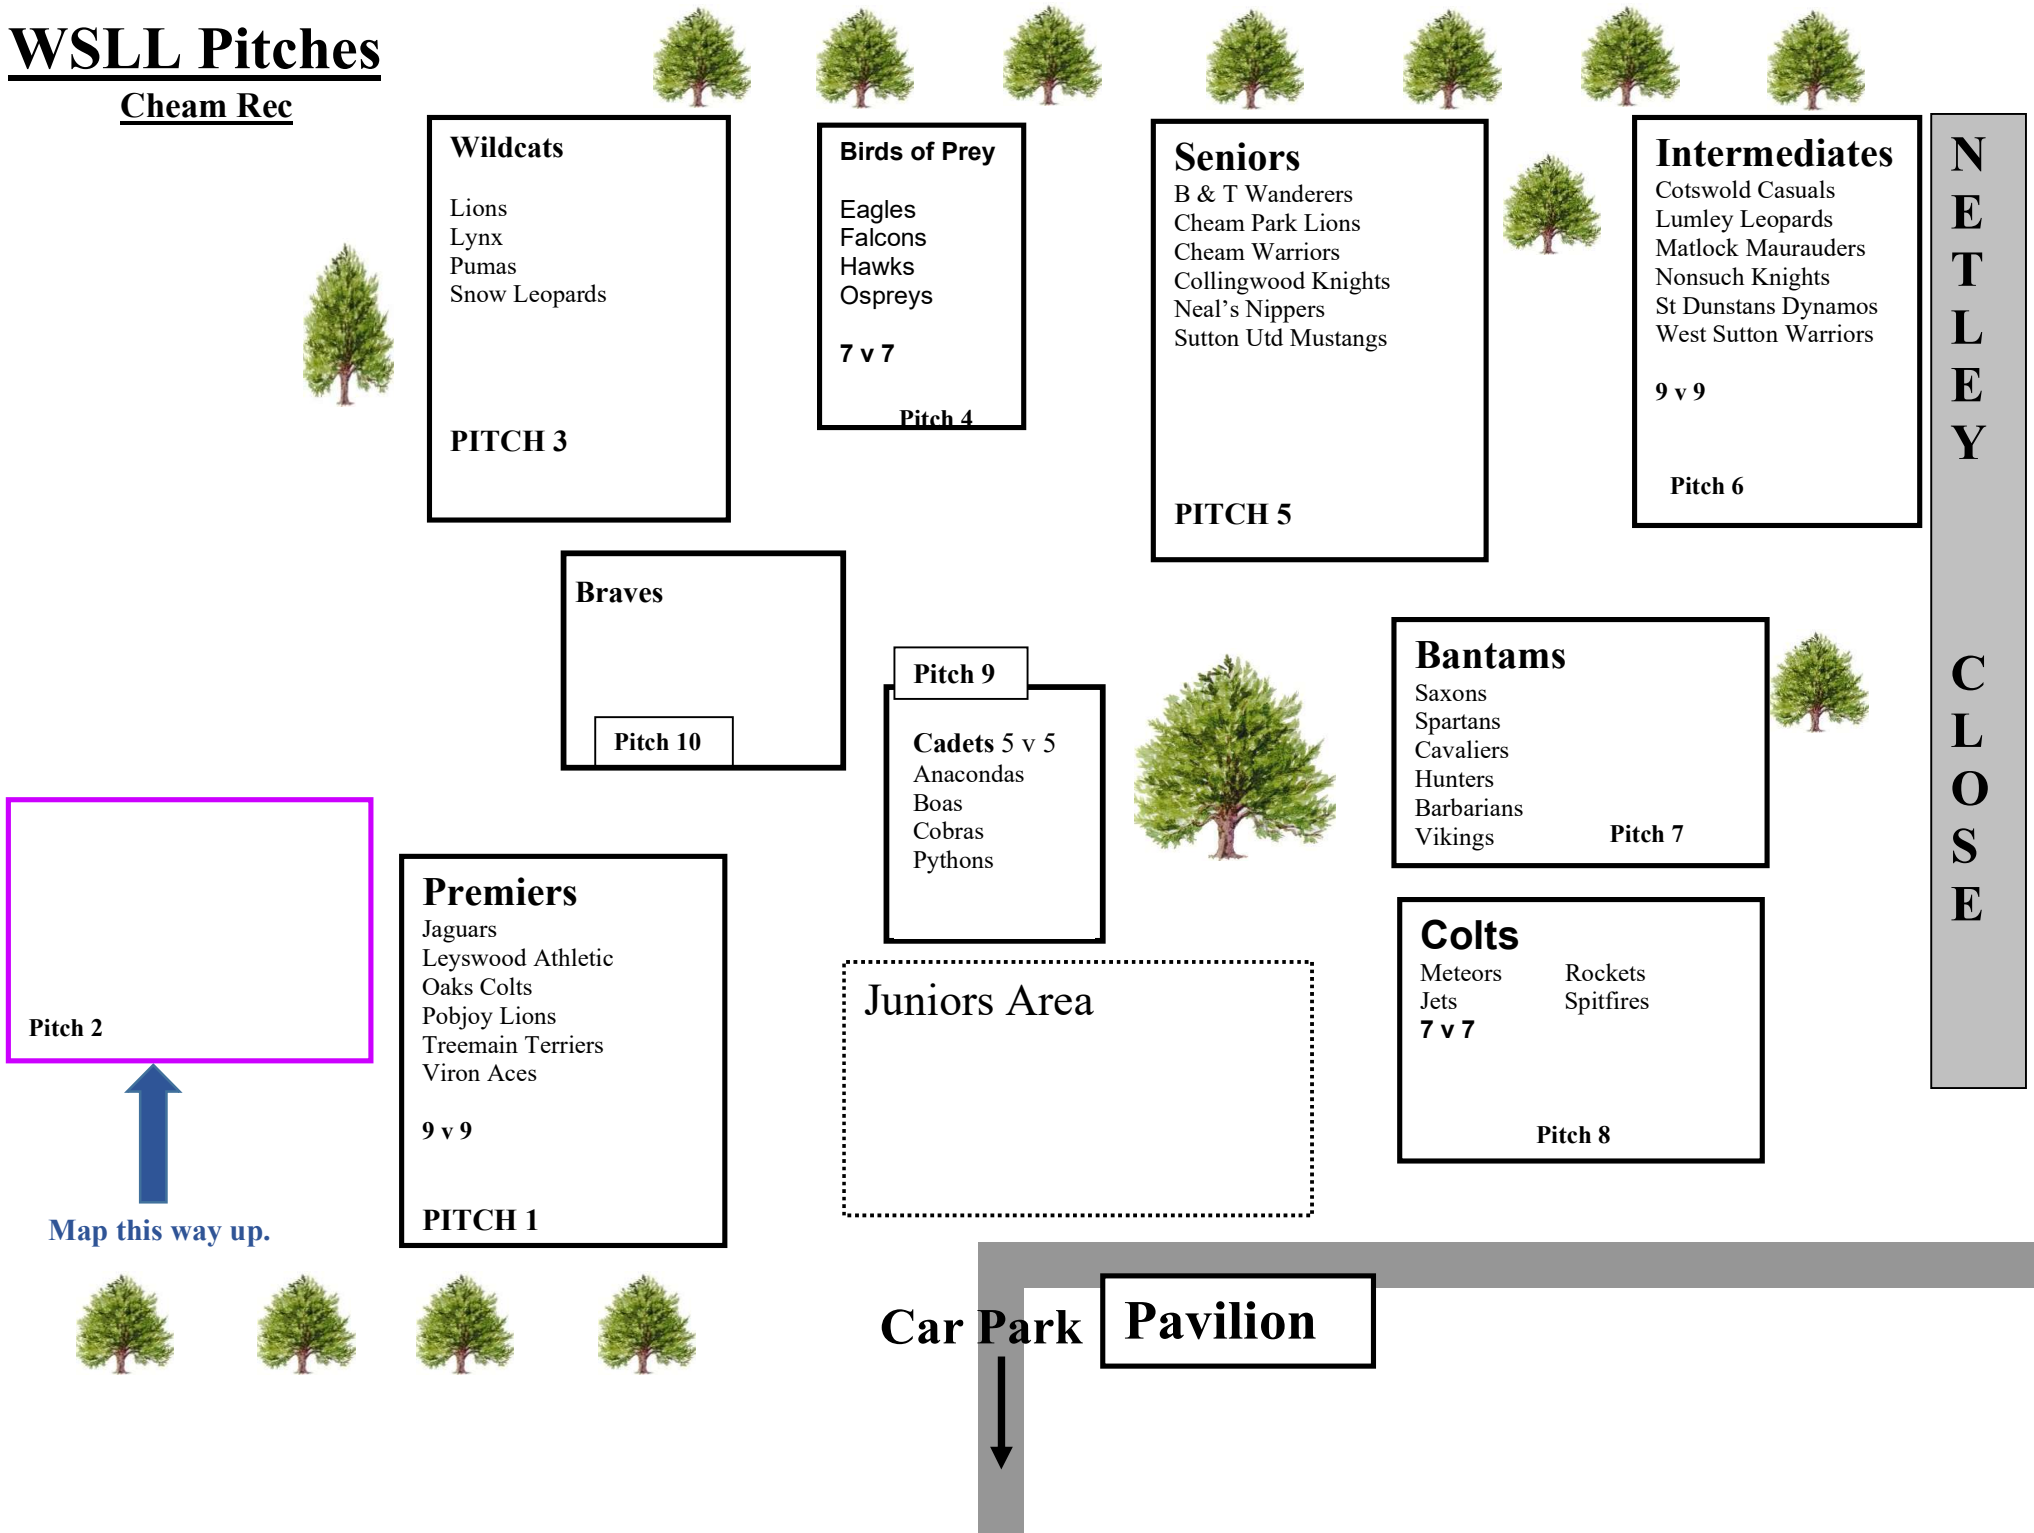 WSLL Pitches
Cheam Rec
Wildcats
Lions
Lynx
Pumas
Snow Leopards
PITCH 3
Birds of Prey
Eagles
Falcons
Hawks
Ospreys
7 v 7
Pitch 4
Seniors
B & T Wanderers
Cheam Park Lions
Cheam Warriors
Collingwood Knights
Neal’s Nippers
Sutton Utd Mustangs
PITCH 5
Intermediates
Cotswold Casuals
Lumley Leopards
Matlock Maurauders
Nonsuch Knights
St Dunstans Dynamos
West Sutton Warriors
9 v 9
Pitch 6
NETLEY CLOSE
Braves
Pitch 10
Pitch 9
Cadets 5 v 5
Anacondas
Boas
Cobras
Pythons
Bantams
Saxons
Spartans
Cavaliers
Hunters
Barbarians
Vikings
Pitch 7
Pitch 2
Map this way up.
Premiers
Jaguars
Leyswood Athletic
Oaks Colts
Pobjoy Lions
Treemain Terriers
Viron Aces
9 v 9
PITCH 1
Juniors Area
Colts
Meteors Rockets
Jets Spitfires
7 v 7
Pitch 8
Car Park
Pavilion